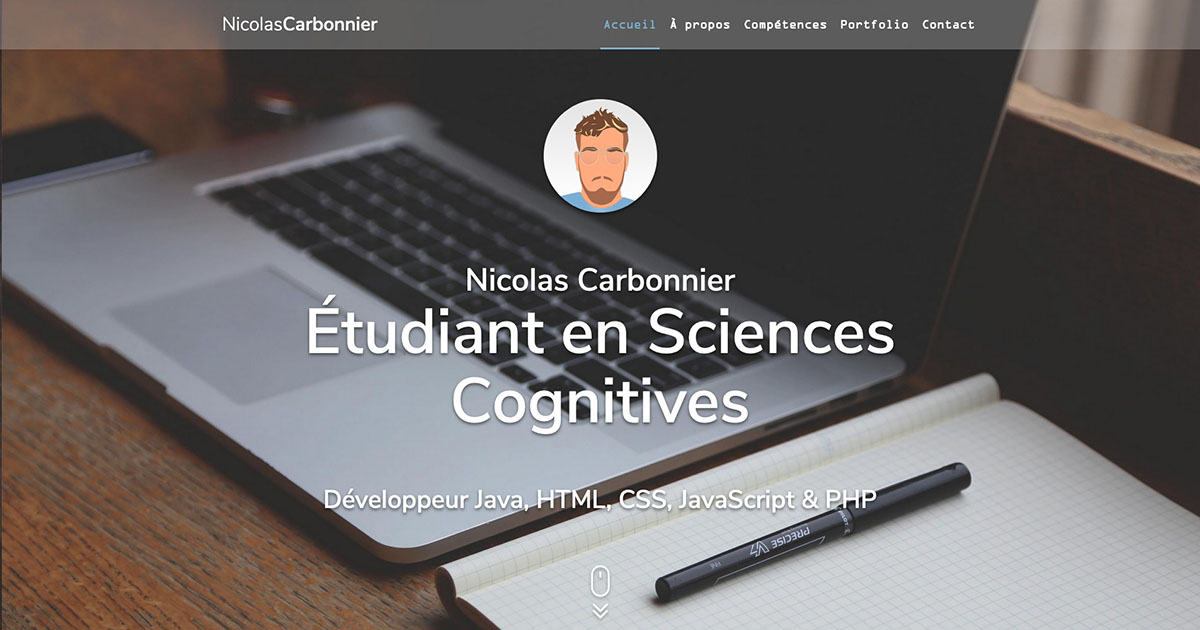 NicolasCarbonnier
Accueil À propos Compétences Portfolio Contact
Nicolas Carbonnier
Étudiant en Sciences
Cognitives
Développeur Java, HTML, CSS, JavaScript & PHP
PRECISE V7